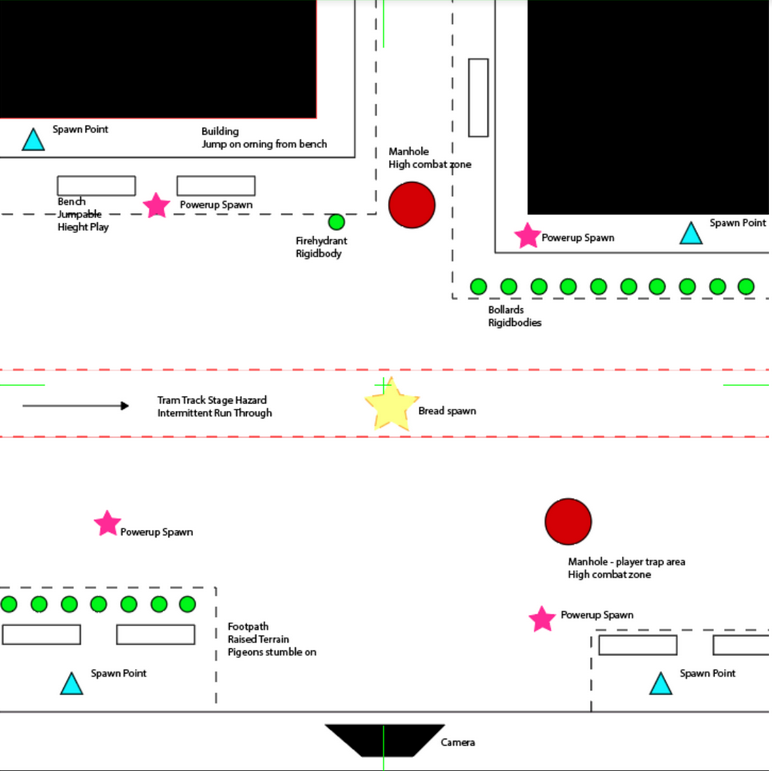 Spawn Point
Building
Jump on orning from bench
Manhole
High combat zone
Bench
Jumpable
Hieght Play
Powerup Spawn
Firehydrant
Rigidbody
Spawn Point
Powerup Spawn
Bollards
Rigidbodies
Tram Track Stage Hazard
Intermittent Run Through
Bread spawn
Powerup Spawn
Manhole - player trap area
High combat zone
Powerup Spawn
Footpath
Raised Terrain
Pigeons stumble on
Spawn Point
Spawn Point
Camera